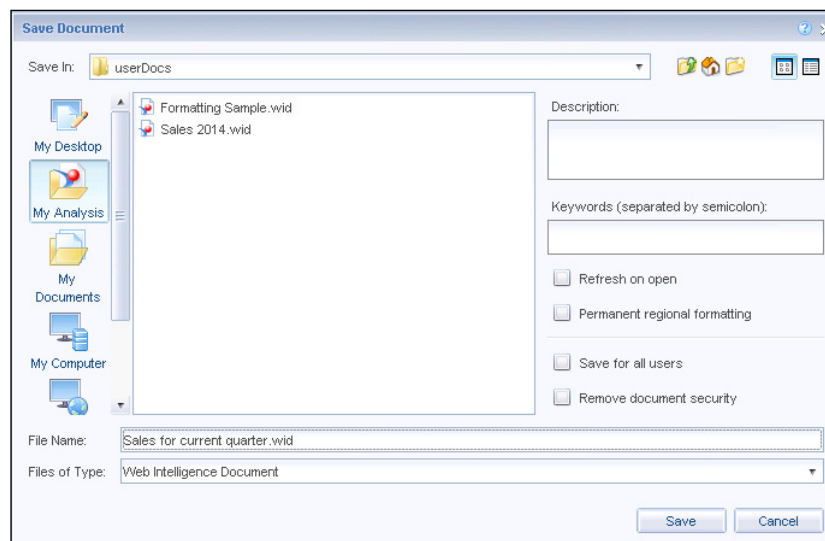 Save Document
Save In:
userDocs
My Desktop
My Analysis
My
Documents
My Computer
Formatting Sample.wid
Sales 2014.wid
Description:
Keywords (separated by semicolon):
Refresh on open
Permanent regional formatting
Save for all users
Remove document security
File Name:
Sales for current quarter.wid
Files of Type:
Web Intelligence Document
Save
Cancel